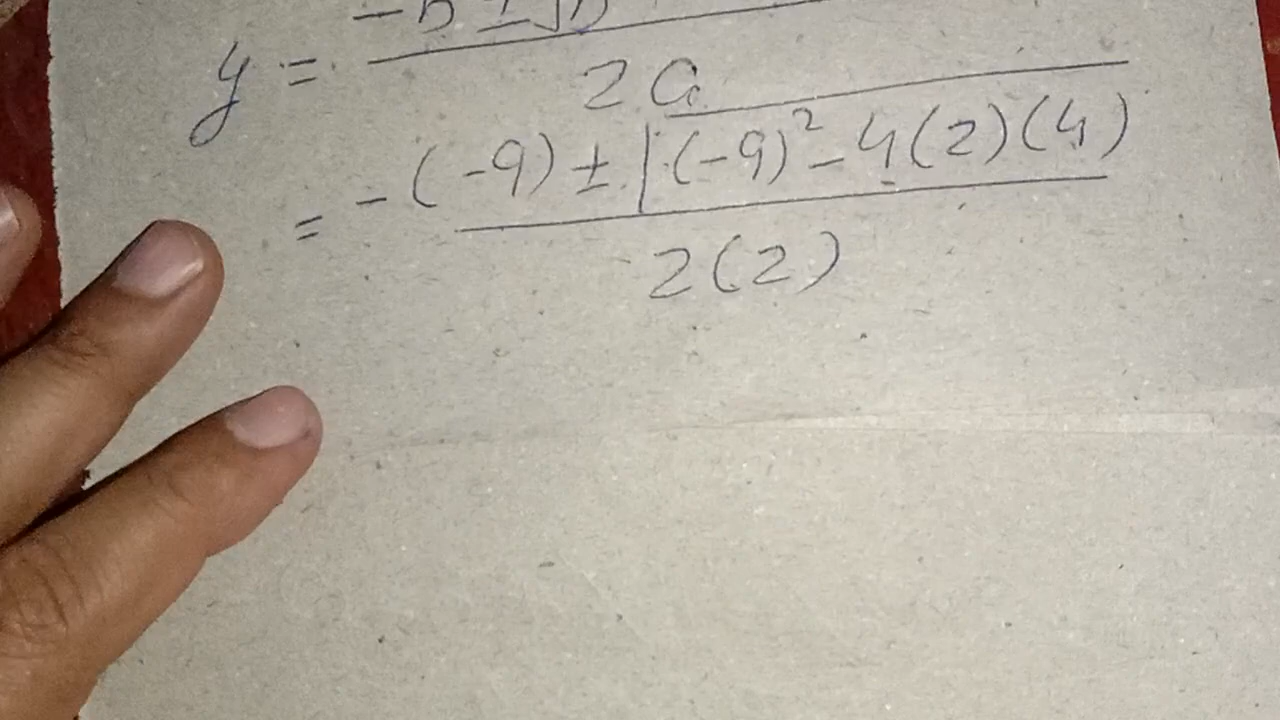 y = -b ± √b
2a
= -(-9) ± √(-9)² - 4(2)(4)
2(2)